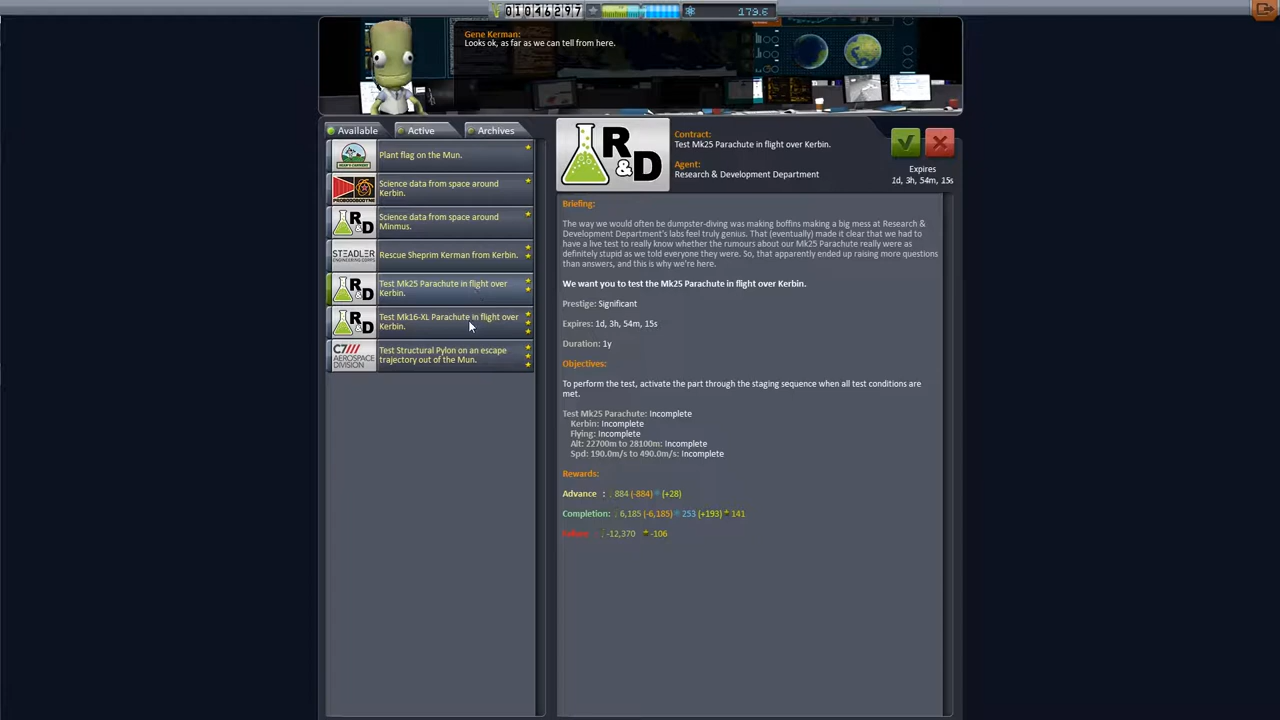 01046297
173.6
Gene Kerman:
Looks ok, as far as we can tell from here.
Available
Active
Archives
Plant flag on the Mun.
Science data from space around
Kerbin.
R&D
Science data from space around
Minmus.
STEADLER
ENGINEERING CORPS
Rescue Sheprim Kerman from Kerbin.
R&D
Test Mk25 Parachute in flight over
Kerbin.
R&D
Test Mk16-XL Parachute in flight over
Kerbin.
C7///
AEROSPACE
DIVISION
Test Structural Pylon on an escape
trajectory out of the Mun.
R&D
Contract:
Test Mk25 Parachute in flight over Kerbin.
Agent:
Research & Development Department
Expires
1d, 3h, 54m, 15s
Briefing:
The way we would often be dumpster-diving was making boffins making a big mess at Research &
Development Department's labs feel truly genius. That (eventually) made it clear that we had to
have a live test to really know whether the rumours about our Mk25 Parachute really were as
definitely stupid as we told everyone they were. So, that apparently ended up raising more questions
than answers, and this is why we're here.
We want you to test the Mk25 Parachute in flight over Kerbin.
Prestige: Significant
Expires: 1d, 3h, 54m, 15s
Duration: 1y
Objectives:
To perform the test, activate the part through the staging sequence when all test conditions are
met.
Test Mk25 Parachute: Incomplete
Kerbin: Incomplete
Flying: Incomplete
Alt: 22700m to 28100m: Incomplete
Spd: 190.0m/s to 490.0m/s: Incomplete
Rewards:
Advance : 884 (-884) (+28)
Completion: 6,185 (-6,185) 253 (+193) 141
-12,370 -106